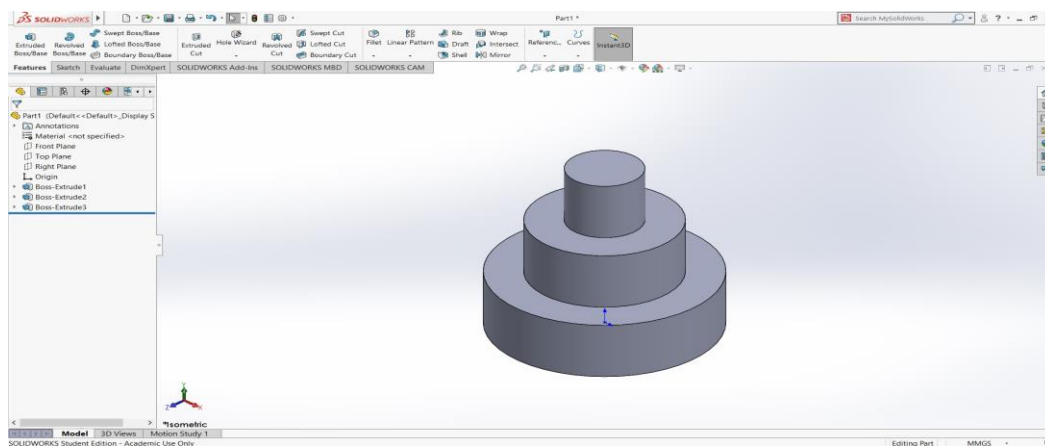 SOLIDWORKS
Part1 *
Search MySolidWorks
Extruded Boss/Base
Revolved Boss/Base
Swept Boss/Base
Lofted Boss/Base
Boundary Boss/Base
Extruded Cut
Hole Wizard
Revolved Cut
Swept Cut
Lofted Cut
Boundary Cut
Fillet
Linear Pattern
Rib
Draft
Shell
Wrap
Intersect
Mirror
Referenc...
Curves
Instant3D
Features Sketch Evaluate DimXpert SOLIDWORKS Add-Ins SOLIDWORKS MBD SOLIDWORKS CAM
Part1 (Default<<Default>_Display S
Annotations
Material <not specified>
Front Plane
Top Plane
Right Plane
Origin
Boss-Extrude1
Boss-Extrude2
Boss-Extrude3
Y
Z
X
*Isometric
Model 3D Views Motion Study 1
SOLIDWORKS Student Edition - Academic Use Only
Editing Part MMGS